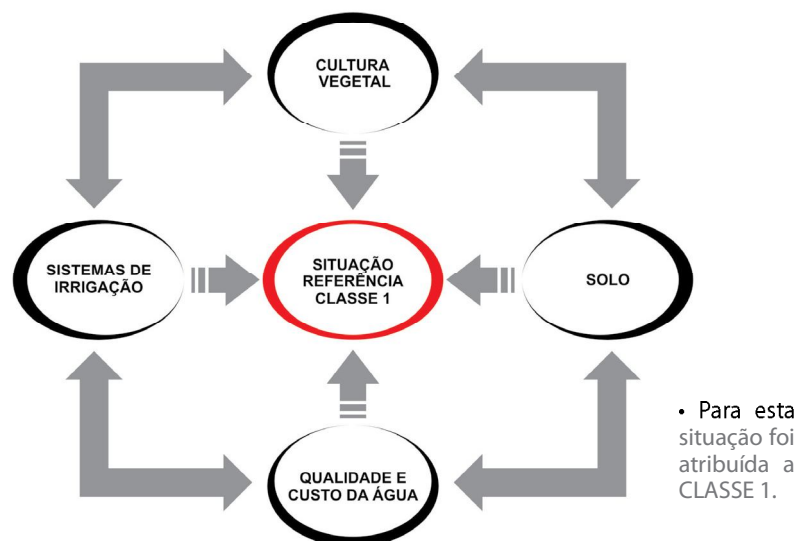 CULTURA
VEGETAL
SISTEMAS DE
IRRIGAÇÃO
SITUAÇÃO
REFERÊNCIA
CLASSE 1
SOLO
QUALIDADE E
CUSTO DA ÁGUA
• Para esta
situação foi
atribuída a
CLASSE 1.